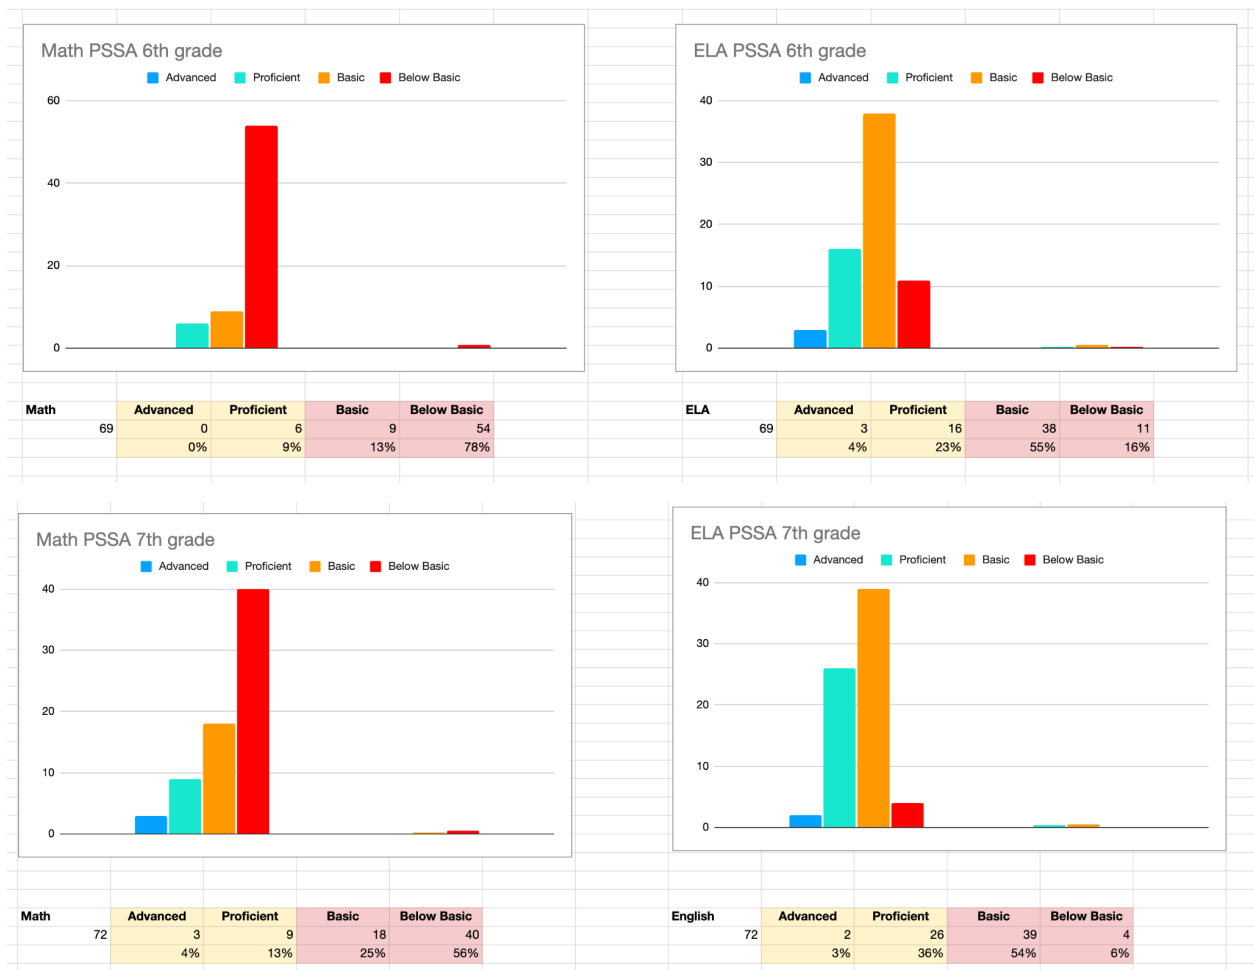 Math PSSA 6th grade
Advanced Proficient Basic Below Basic
60
40
20
0
Math Advanced Proficient Basic Below Basic
69 0 6 9 54
0% 9% 13% 78%
ELA PSSA 6th grade
Advanced Proficient Basic Below Basic
40
30
20
10
0
ELA Advanced Proficient Basic Below Basic
69 3 16 38 11
4% 23% 55% 16%
Math PSSA 7th grade
Advanced Proficient Basic Below Basic
40
30
20
10
0
Math Advanced Proficient Basic Below Basic
72 3 9 18 40
4% 13% 25% 56%
ELA PSSA 7th grade
Advanced Proficient Basic Below Basic
40
30
20
10
0
English Advanced Proficient Basic Below Basic
72 2 26 39 4
3% 36% 54% 6%